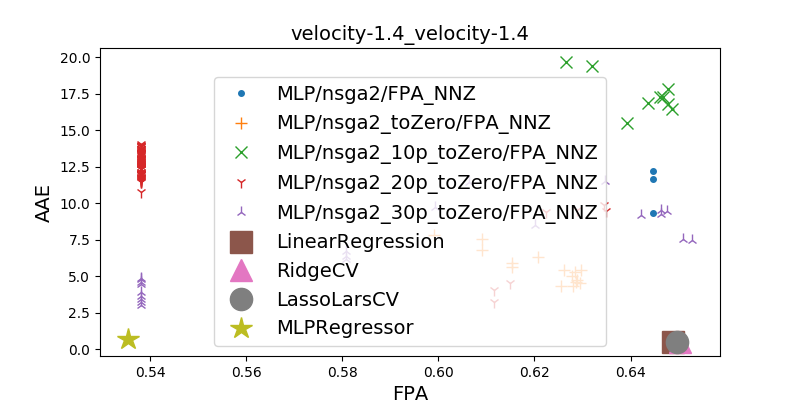 velocity-1.4_velocity-1.4
AAE
20.0
17.5
15.0
12.5
10.0
7.5
5.0
2.5
0.0
MLP/nsga2/FPA_NNZ
MLP/nsga2_toZero/FPA_NNZ
MLP/nsga2_10p_toZero/FPA_NNZ
MLP/nsga2_20p_toZero/FPA_NNZ
MLP/nsga2_30p_toZero/FPA_NNZ
LinearRegression
RidgeCV
LassoLarsCV
MLPRegressor
0.54 0.56 0.58 0.60 0.62 0.64
FPA